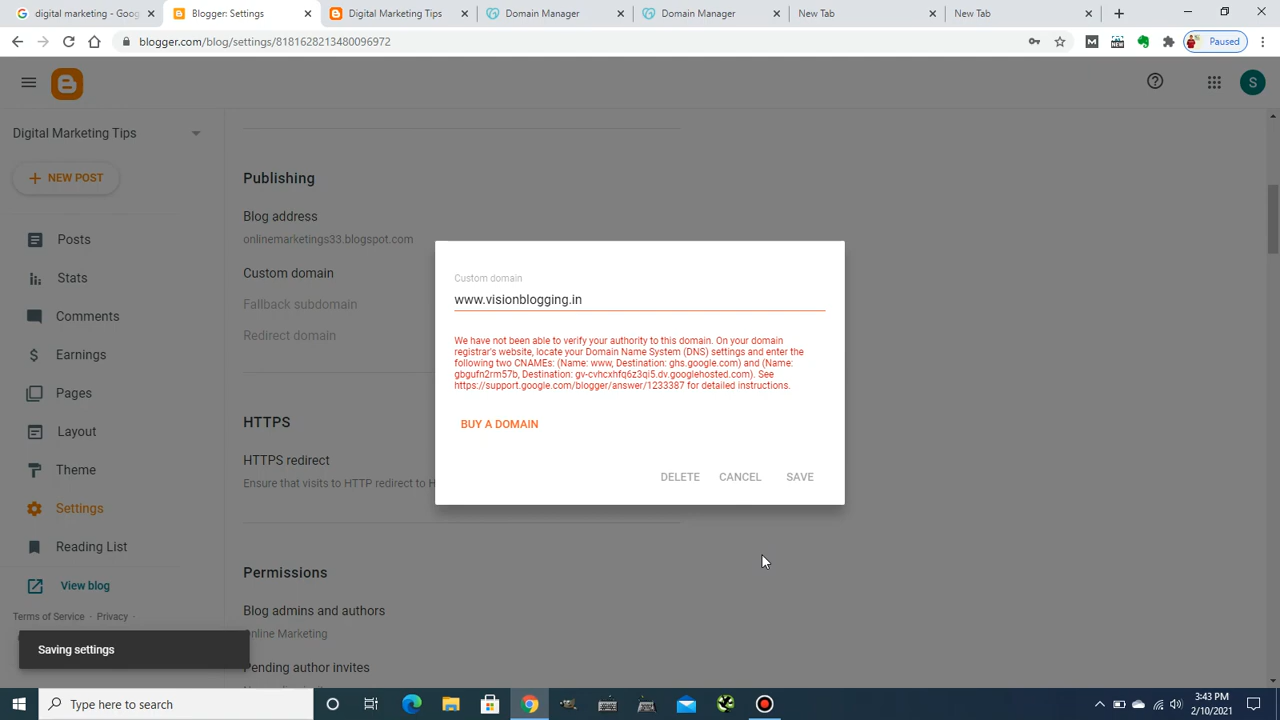 digital marketing - Goog
Blogger: Settings
Digital Marketing Tips
Domain Manager
Domain Manager
New Tab
New Tab
blogger.com/blog/settings/8181628213480096972
NEW
Paused
S
Digital Marketing Tips
NEW POST
Posts
Stats
Comments
Earnings
Pages
Layout
Theme
Settings
Reading List
View blog
Terms of Service · Privacy ·
Publishing
Blog address
onlinemarketings33.blogspot.com
Custom domain
Fallback subdomain
Redirect domain
HTTPS
HTTPS redirect
Ensure that visits to HTTP redirect to H
Permissions
Blog admins and authors
Online Marketing
Pending author invites
Custom domain
www.visionblogging.in
We have not been able to verify your authority to this domain. On your domain
registrar's website, locate your Domain Name System (DNS) settings and enter the
following two CNAMEs: (Name: www, Destination: ghs.google.com) and (Name:
gbgufn2rm57b, Destination: gv-cvhcxhfq6z3qi5.dv.googlehosted.com). See
https://support.google.com/blogger/answer/1233387 for detailed instructions.
BUY A DOMAIN
DELETE CANCEL SAVE
Saving settings
Type here to search
3:43 PM
2/10/2021